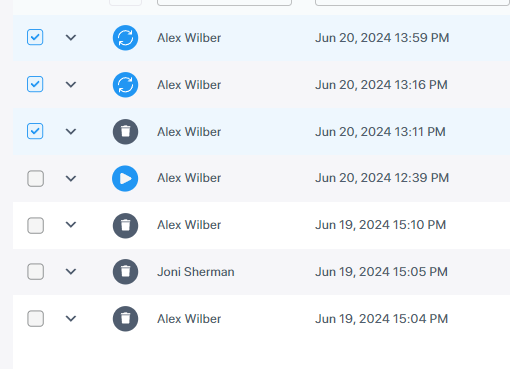 Alex Wilber Jun 20, 2024 13:59 PM
Alex Wilber Jun 20, 2024 13:16 PM
Alex Wilber Jun 20, 2024 13:11 PM
Alex Wilber Jun 20, 2024 12:39 PM
Alex Wilber Jun 19, 2024 15:10 PM
Joni Sherman Jun 19, 2024 15:05 PM
Alex Wilber Jun 19, 2024 15:04 PM